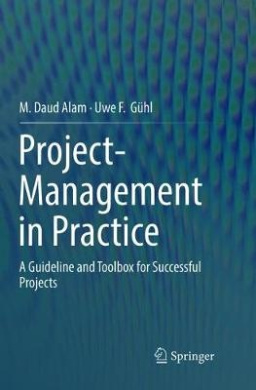 M. Daud Alam · Uwe F. Gühl
Project-
Management
in Practice
A Guideline and Toolbox for Successful
Projects
Springer